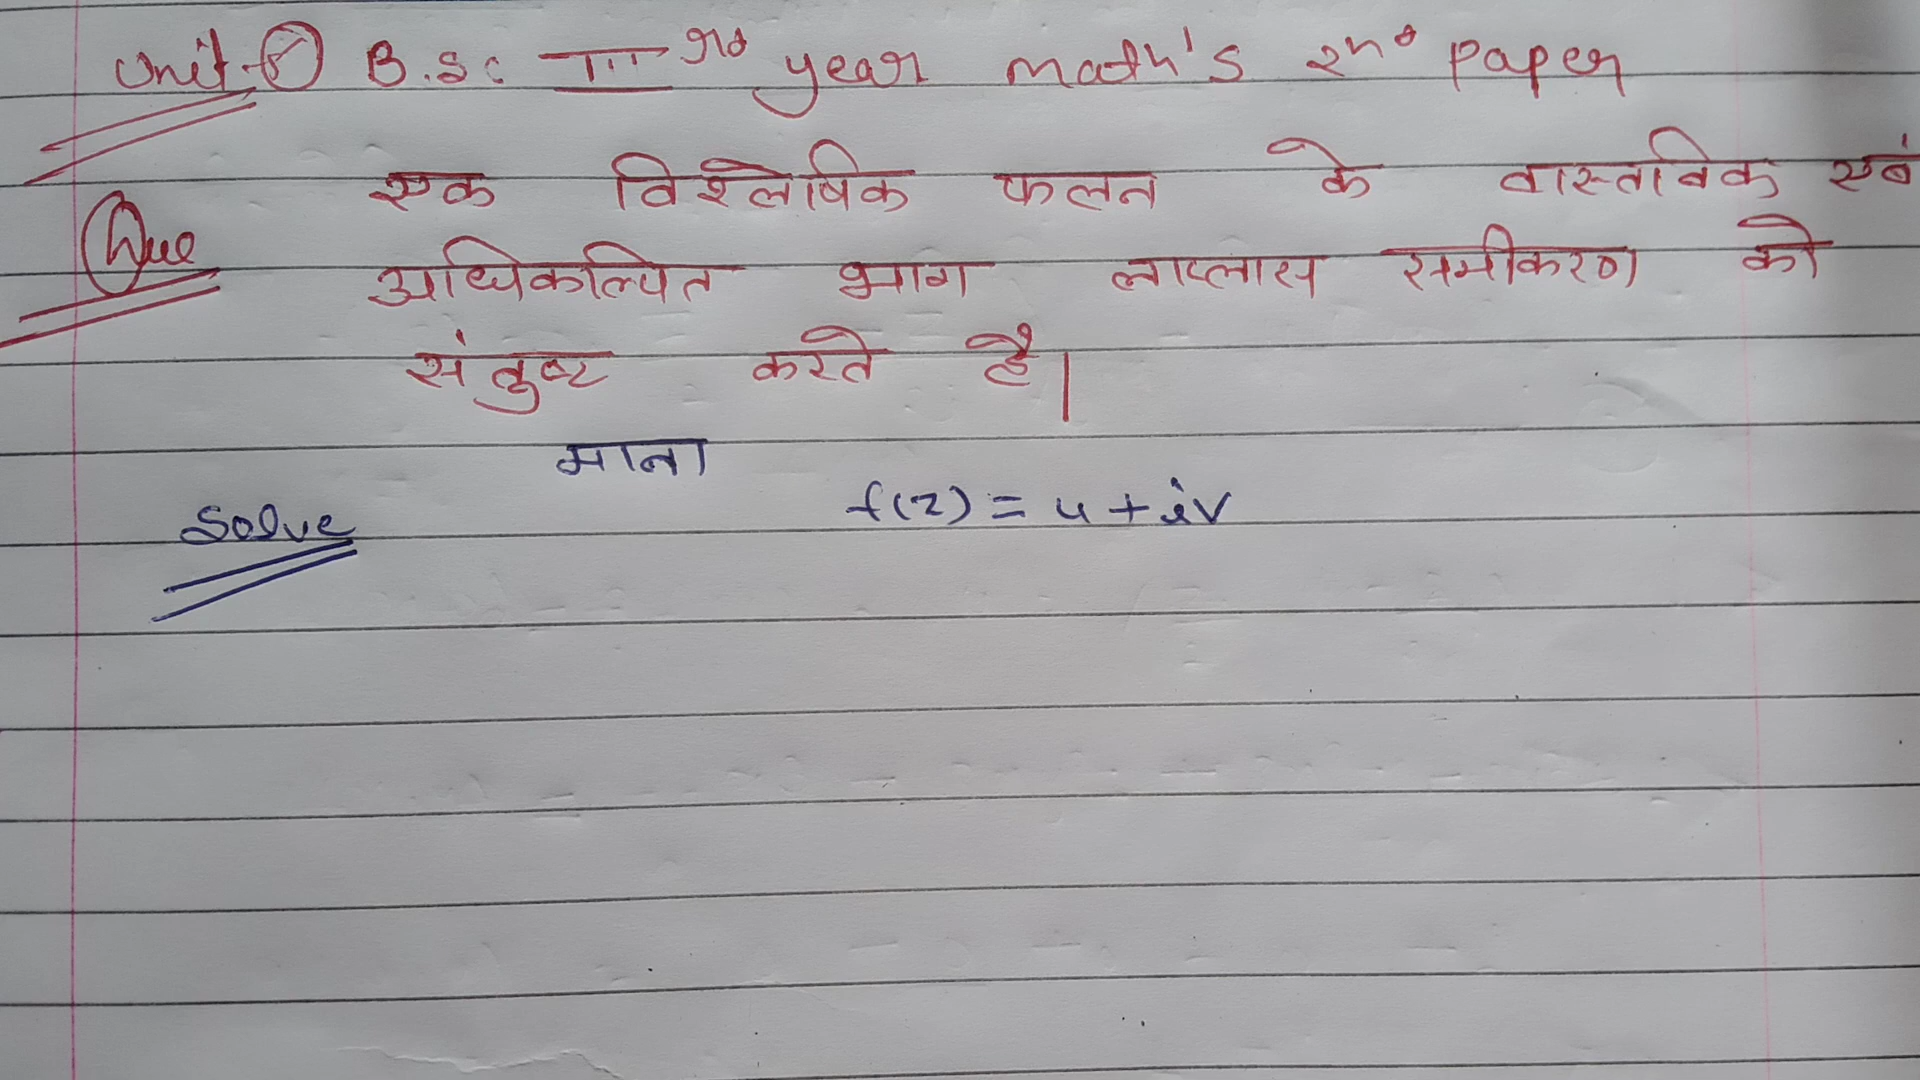 Unit-⑧ B.Sc III rd year math's 2nd paper
Que एक विश्लेषिक फलन के वास्तविक एवं
अधिकल्पित भाग लाप्लास समीकरण को
संतुष्ट करते है।
माना
Solve f(z) = u + iv